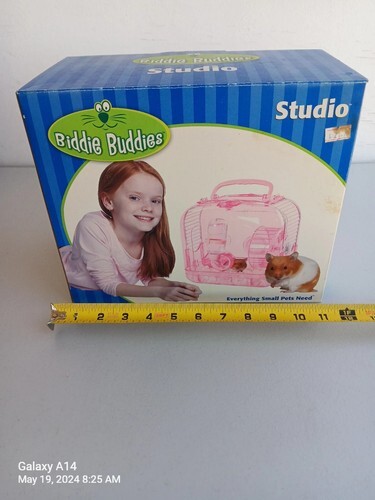 Biddie Buddies
Studio
Studio
Biddie Buddies
Everything Small Pets Need
1 2 3 4 5 6 7 8 9 10 11 1F
Galaxy A14
May 19, 2024 8:25 AM